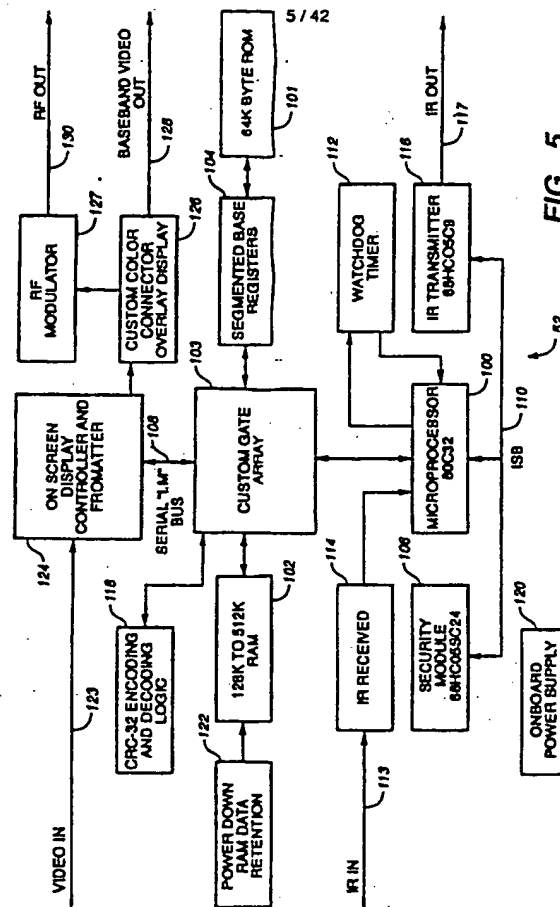 5 / 42
VIDEO IN
123
124
ON SCREEN
DISPLAY
CONTROLLER AND
FROMATTER
RF
MODULATOR
127
RF OUT
130
CUSTOM COLOR
CONNECTOR
OVERLAY DISPLAY
126
BASEBAND VIDEO
OUT
128
SERIAL "I.M"
BUS
108
118
CRC-32 ENCODING
AND DECODING
LOGIC
103
CUSTOM GATE
ARRAY
104
SEGMENTED BASE
REGISTERS
64K BYTE ROM
101
122
POWER DOWN
RAM DATA
RETENTION
128K TO 512K
RAM
102
IR IN
113
114
IR RECEIVED
112
WATCHDOG
TIMER
MICROPROCESSOR
80C32
100
116
IR TRANSMITTER
68HC05C9
IR OUT
117
106
SECURITY
MODULE
68HC05SC24
ISB
110
120
ONBOARD
POWER SUPPLY
52
FIG. 5